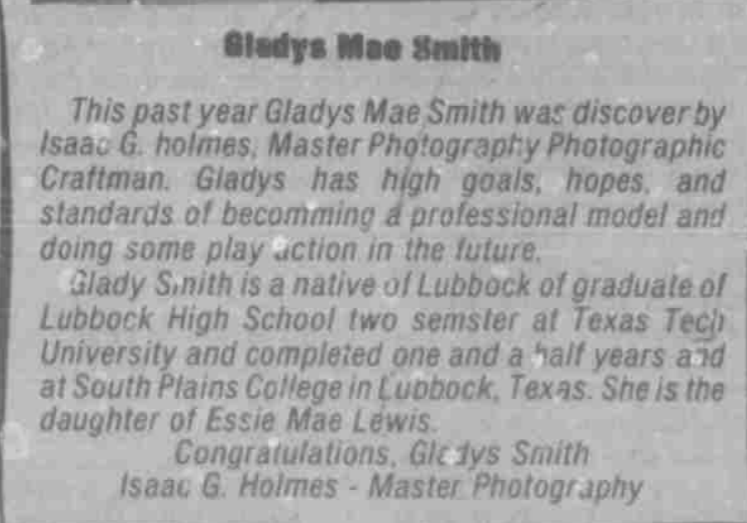 Gladys Mae Smith
This past year Gladys Mae Smith was discover by
Isaac G. holmes, Master Photography Photographic
Craftman. Gladys has high goals, hopes, and
standards of becomming a professional model and
doing some play action in the future.
Glady Smith is a native of Lubbock of graduate of
Lubbock High School two semster at Texas Tech
University and completed one and a half years and
at South Plains College in Lubbock, Texas. She is the
daughter of Essie Mae Lewis.
Congratulations, Gladys Smith
Isaac G. Holmes - Master Photography